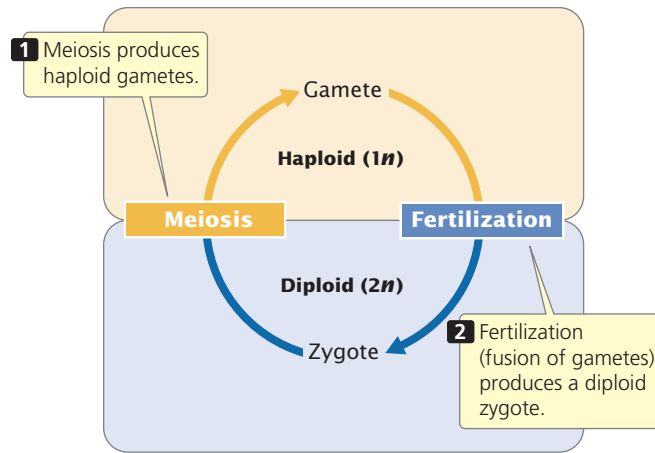 1 Meiosis produces
haploid gametes.
Gamete
Haploid (1n)
Meiosis
Fertilization
Diploid (2n)
Zygote
2 Fertilization
(fusion of gametes)
produces a diploid
zygote.